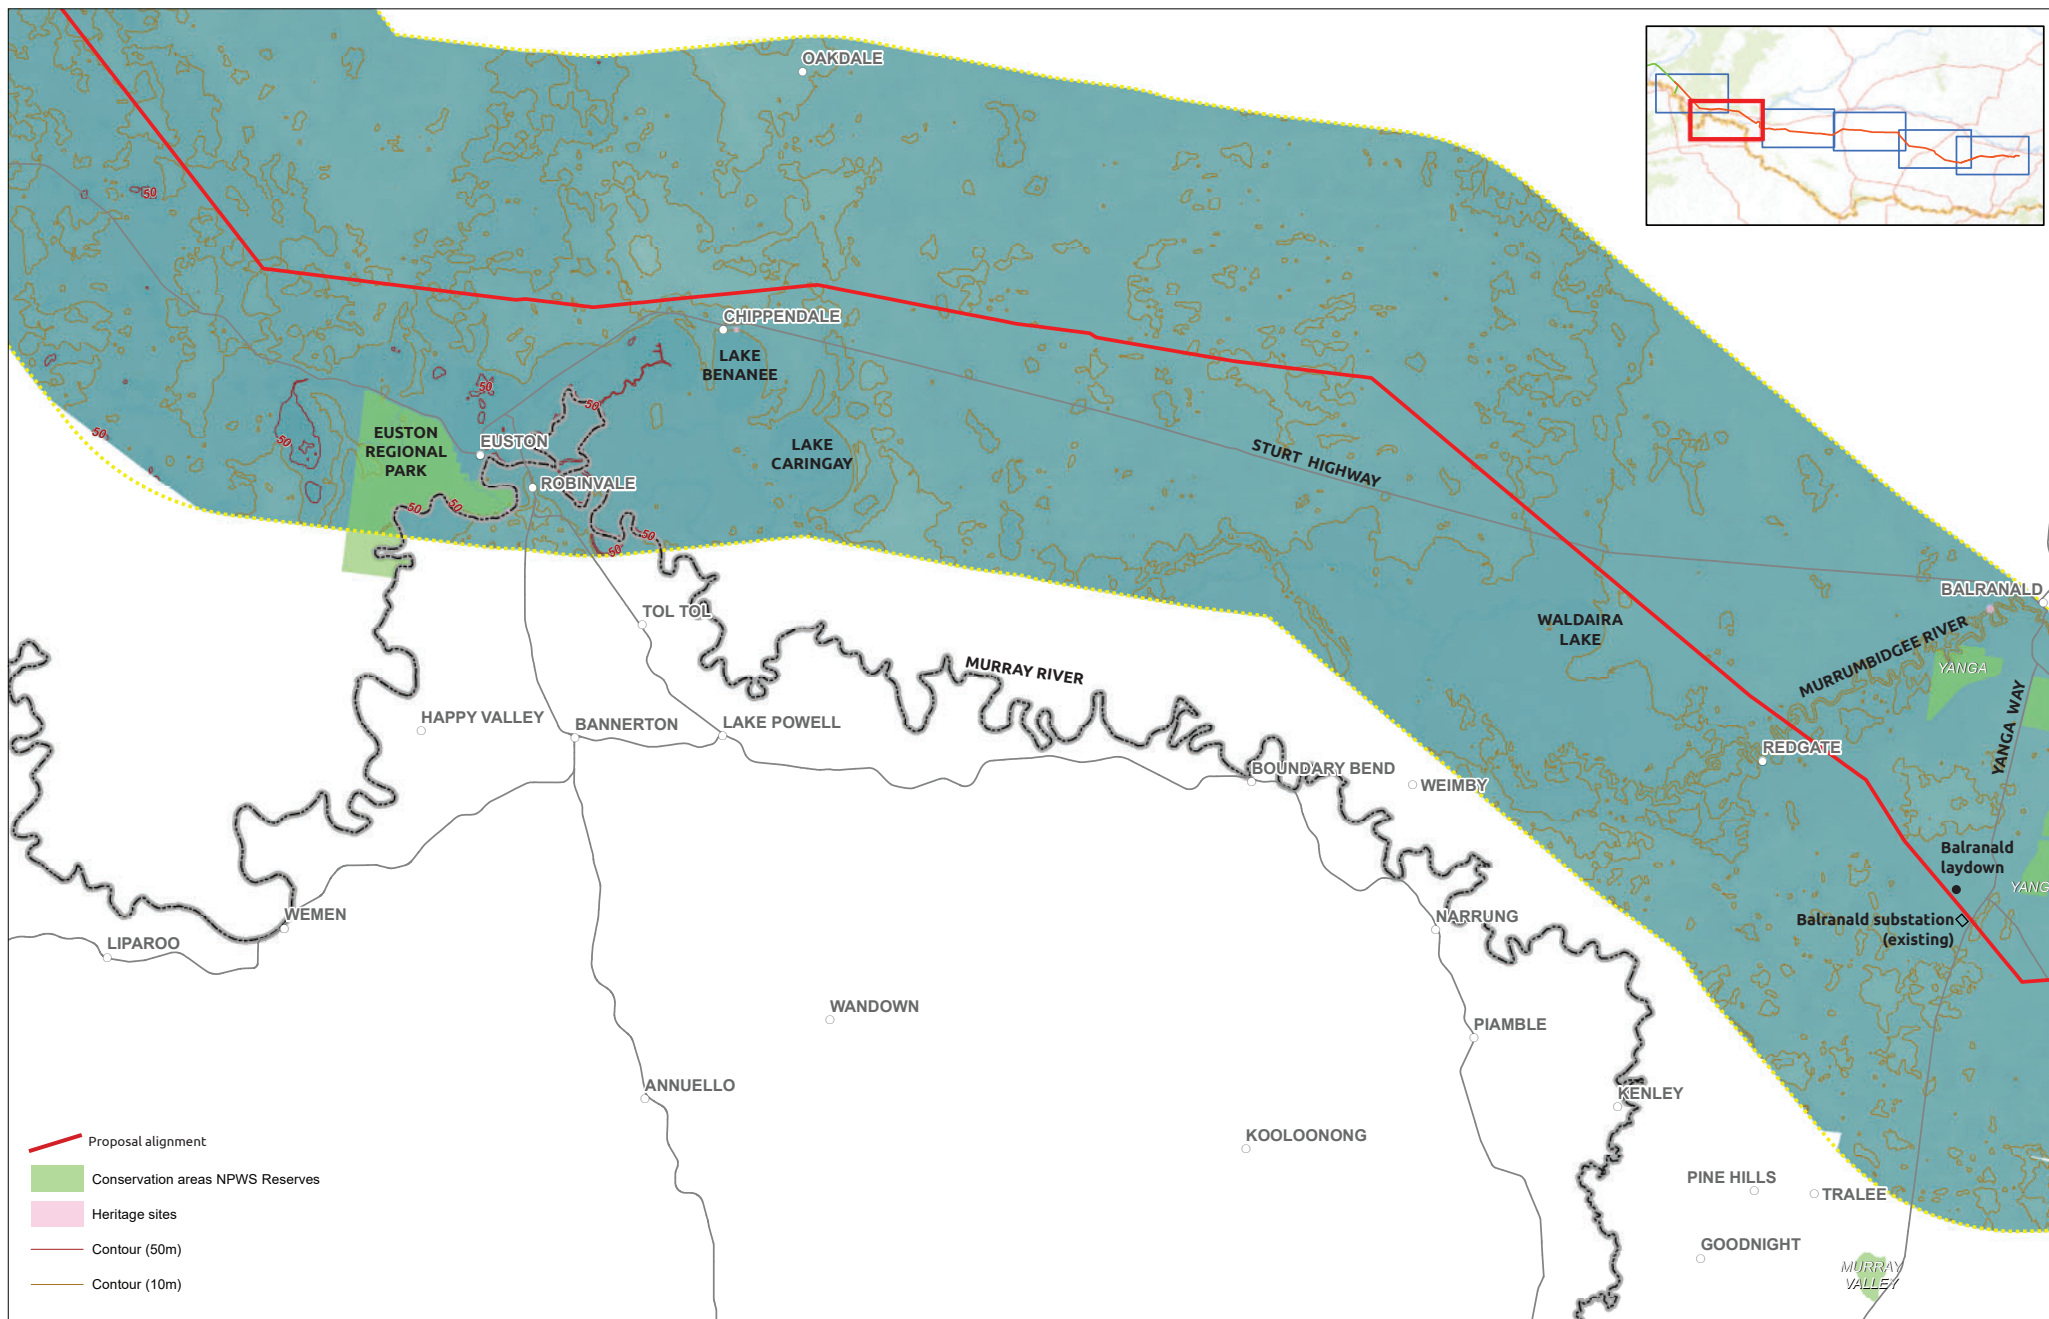 OAKDALE
50
CHIPPENDALE
LAKE
BENANEE
50
50
50
50
EUSTON
REGIONAL
PARK
EUSTON
LAKE
CARINGAY
STURT HIGHWAY
ROBINVALE
50
50
50
50
BALRANALD
TOL TOL
WALDAIRA
LAKE
MURRUMBIDGEE RIVER
YANGA
MURRAY RIVER
YANGA WAY
HAPPY VALLEY
BANNERTON
LAKE POWELL
REDGATE
BOUNDARY BEND
WEIMBY
Balranald
laydown
YANG
WEMEN
NARRUNG
Balranald substation
(existing)
LIPAROO
WANDOWN
PIAMBLE
ANNUELLO
KENLEY
KOOLOONONG
Proposal alignment
Conservation areas NPWS Reserves
PINE HILLS
TRALEE
Heritage sites
GOODNIGHT
Contour (50m)
MURRAY
VALLEY
Contour (10m)